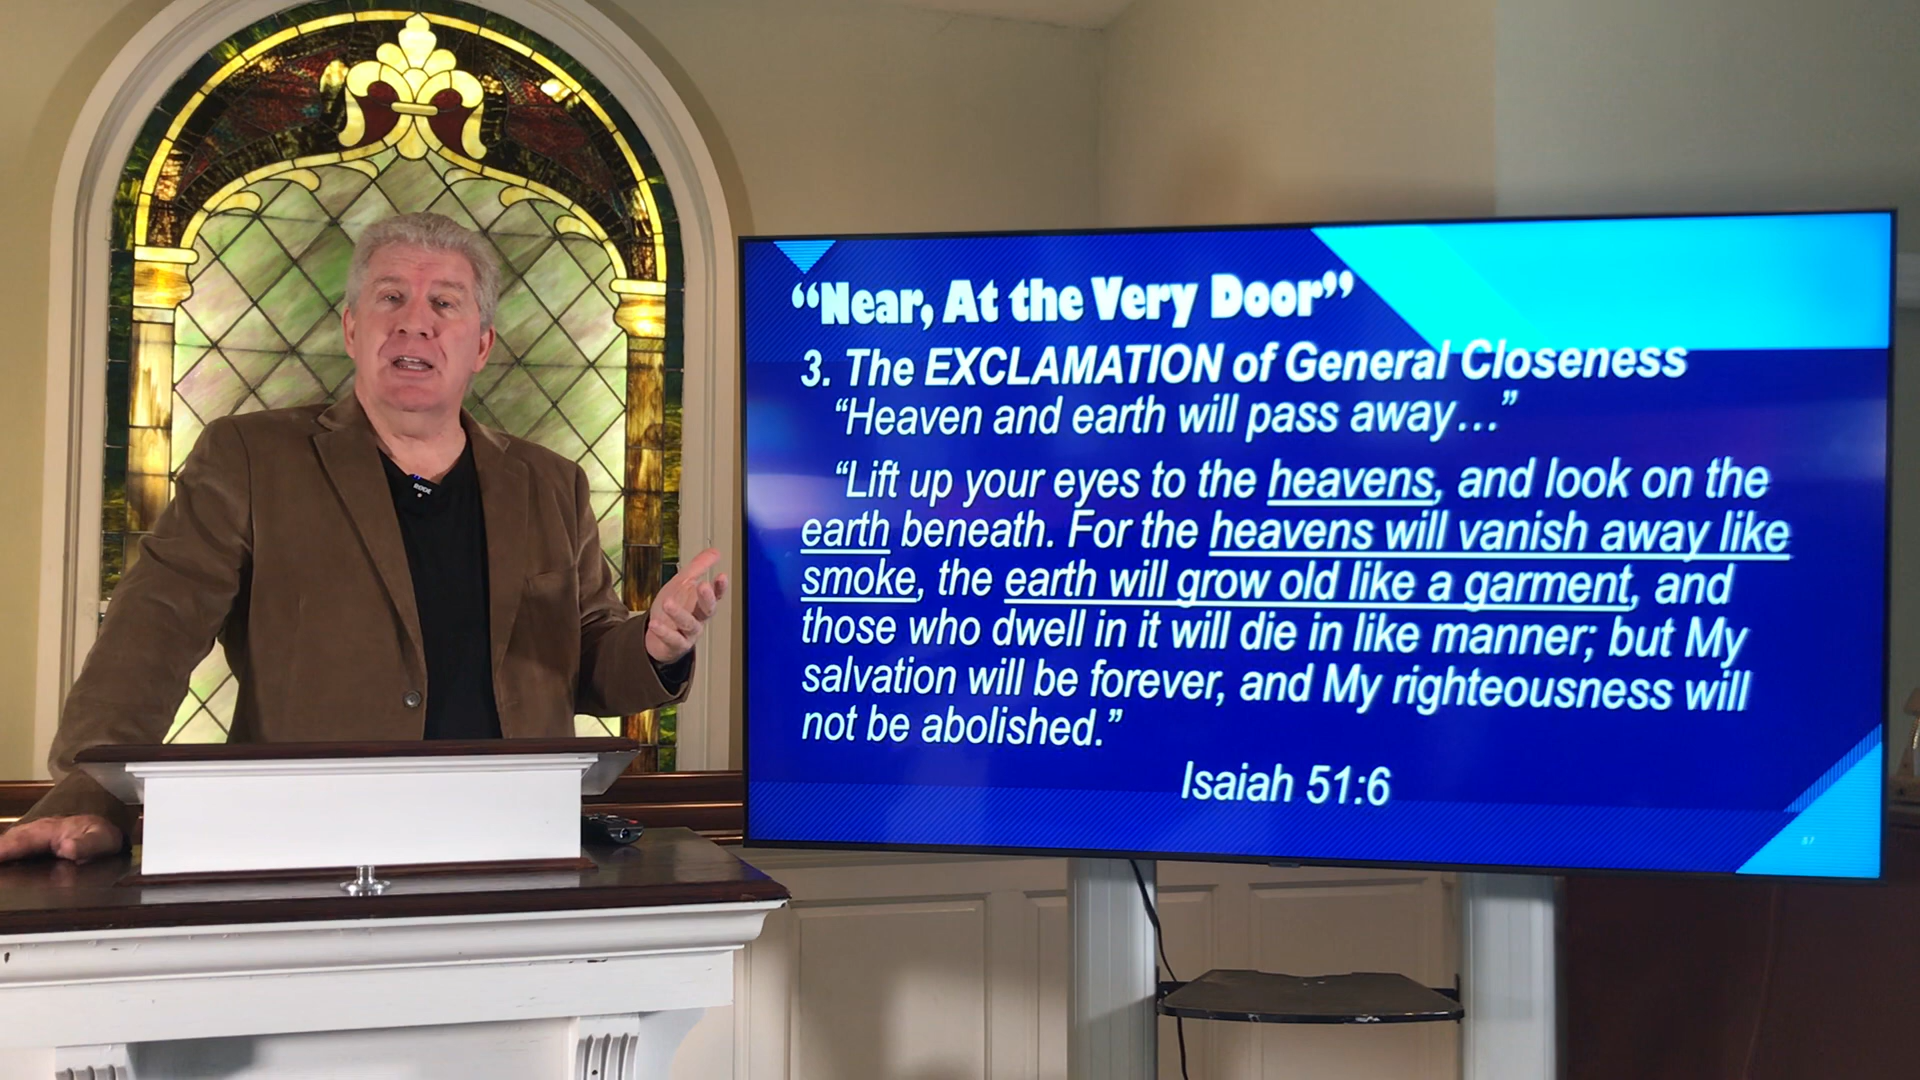 “Near, At the Very Door”
3. The EXCLAMATION of General Closeness
“Heaven and earth will pass away…”
“Lift up your eyes to the heavens, and look on the
earth beneath. For the heavens will vanish away like
smoke, the earth will grow old like a garment, and
those who dwell in it will die in like manner; but My
salvation will be forever, and My righteousness will
not be abolished.”
Isaiah 51:6
RODE